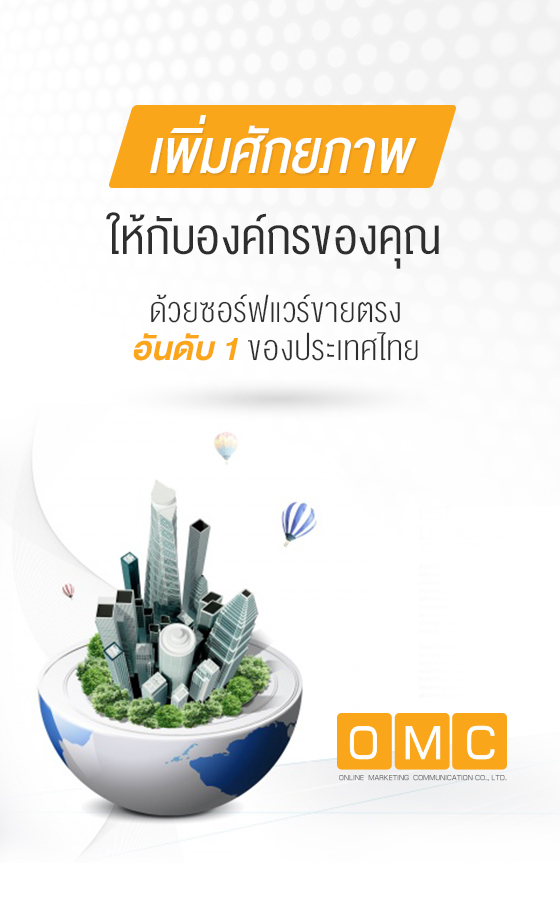 เพิ่มศักยภาพ
ให้กับองค์กรของคุณ
ด้วยซอร์ฟแวร์ขายตรง
อันดับ 1 ของประเทศไทย
OMC
ONLINE MARKETING COMMUNICATION CO., LTD.